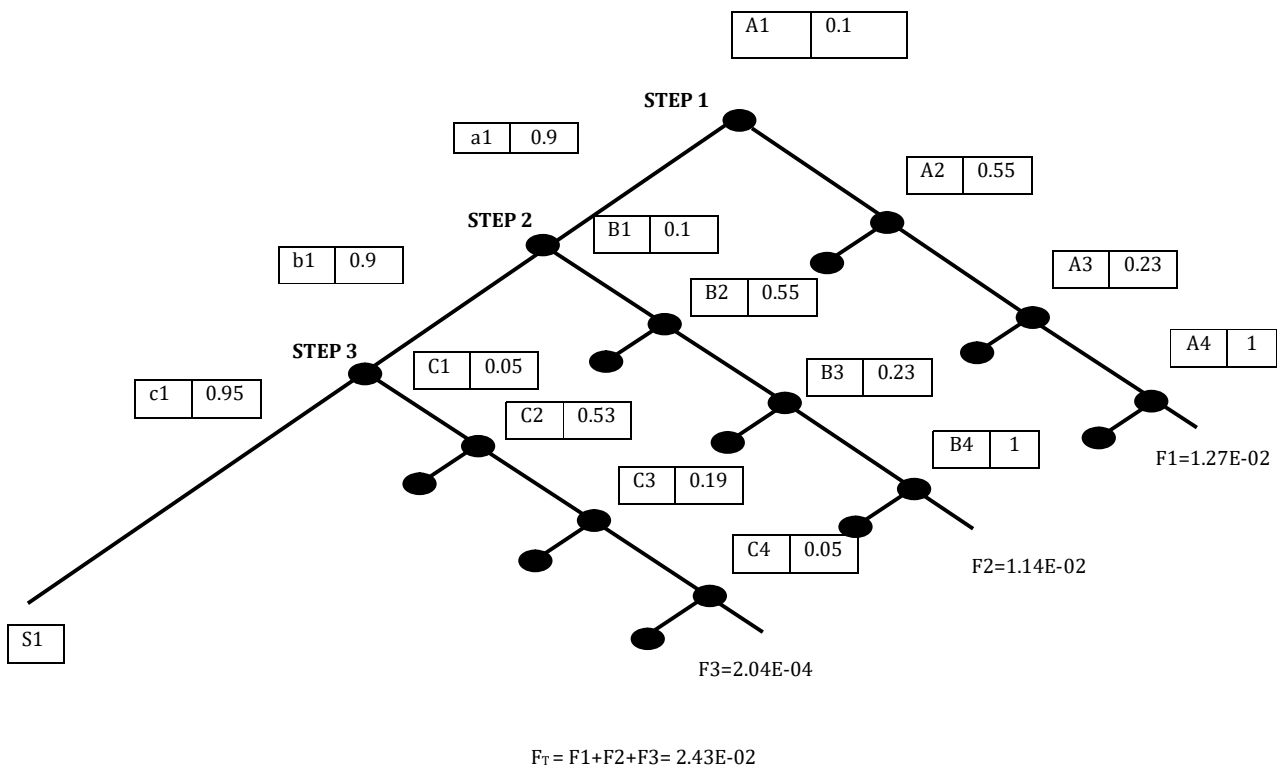 A1 0.1
STEP 1
a1 0.9
A2 0.55
STEP 2
B1 0.1
b1 0.9
A3 0.23
B2 0.55
A4 1
STEP 3
C1 0.05
B3 0.23
c1 0.95
C2 0.53
B4 1
F1=1.27E-02
C3 0.19
C4 0.05
F2=1.14E-02
S1
F3=2.04E-04
FT = F1+F2+F3= 2.43E-02